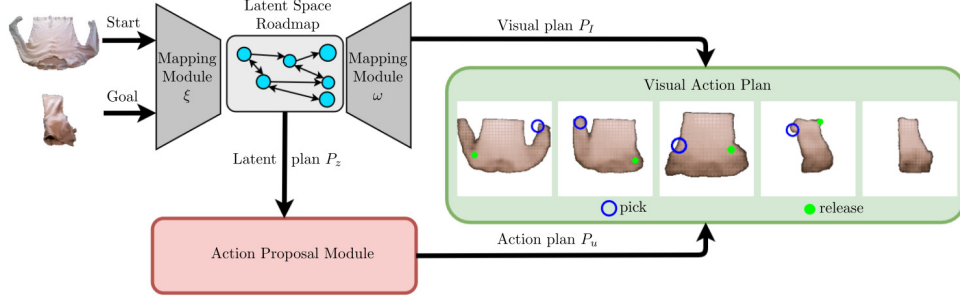 Start
Goal
Mapping
Module
ξ
Latent Space
Roadmap
Mapping
Module
ω
Visual plan P_I
Latent plan P_z
Action Proposal Module
Action plan P_u
Visual Action Plan
pick
release